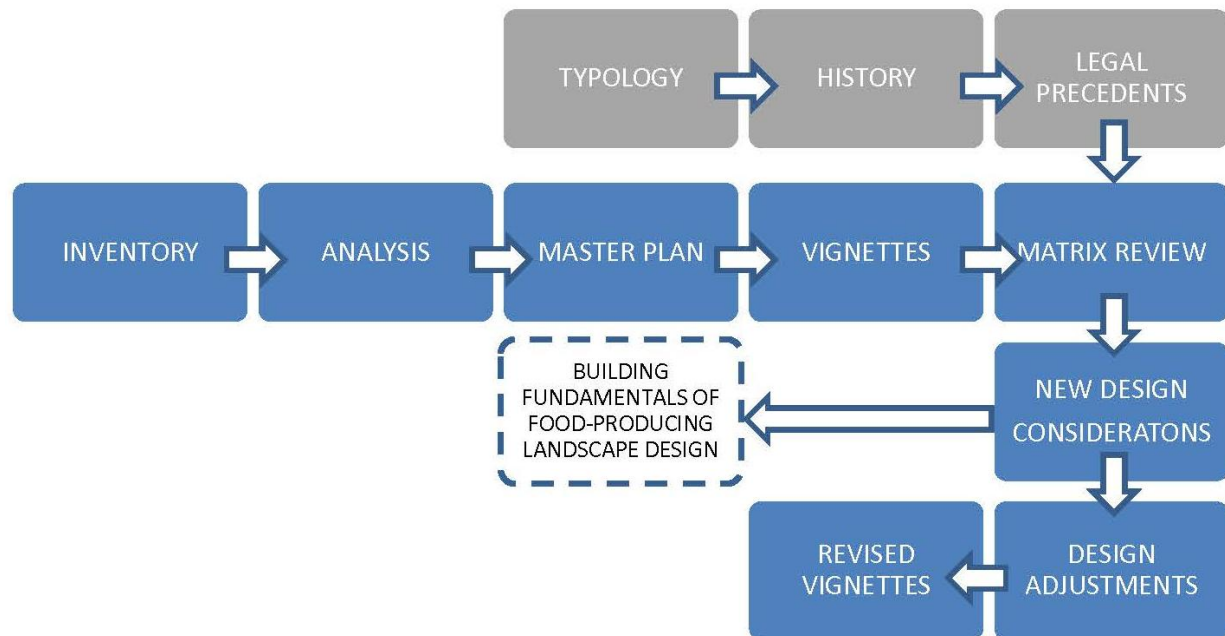 TYPOLOGY
HISTORY
LEGAL
PRECEDENTS
INVENTORY
ANALYSIS
MASTER PLAN
VIGNETTES
MATRIX REVIEW
BUILDING
FUNDAMENTALS OF
FOOD-PRODUCING
LANDSCAPE DESIGN
NEW DESIGN
CONSIDERATONS
REVISED
VIGNETTES
DESIGN
ADJUSTMENTS